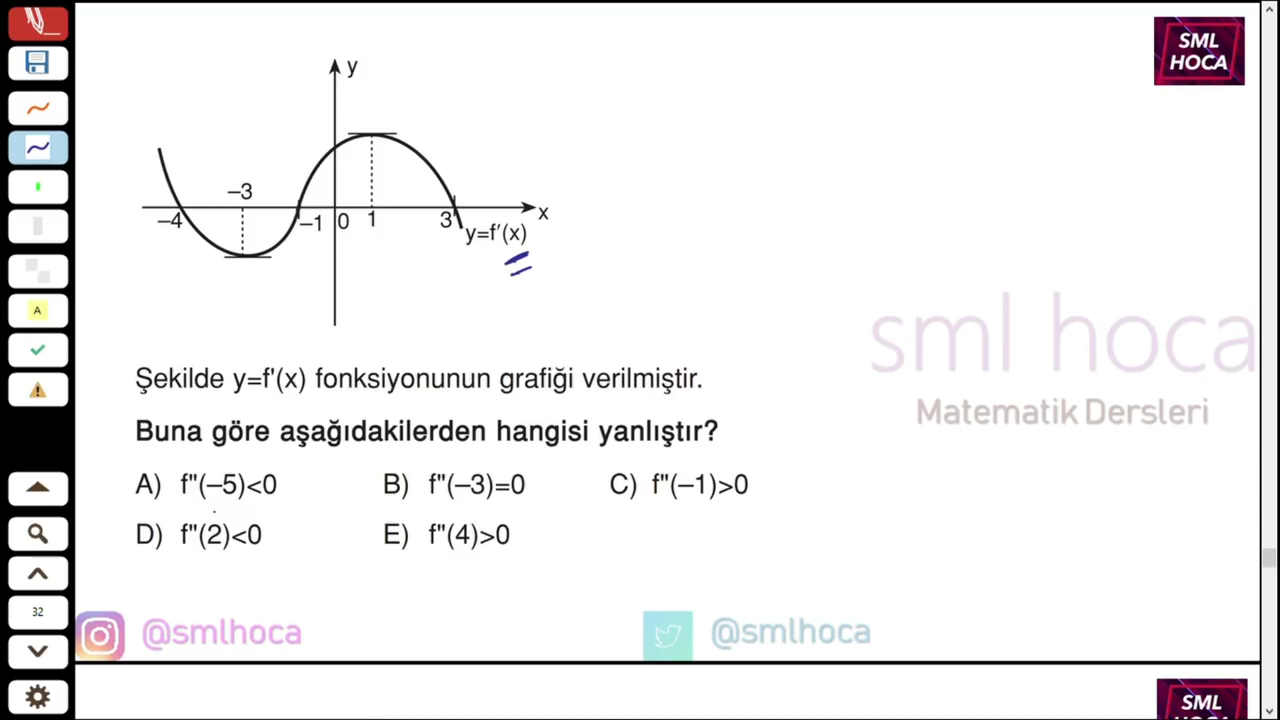 SML
HOCA
y
–3
–4
–1
0
1
3
x
y=f'(x)
sml hoca
Matematik Dersleri
Şekilde y=f'(x) fonksiyonunun grafiği verilmiştir.
Buna göre aşağıdakilerden hangisi yanlıştır?
A) f"(–5)<0 B) f"(–3)=0 C) f"(–1)>0
D) f"(2)<0 E) f"(4)>0
A
32
@smlhoca @smlhoca
SML
HOCA